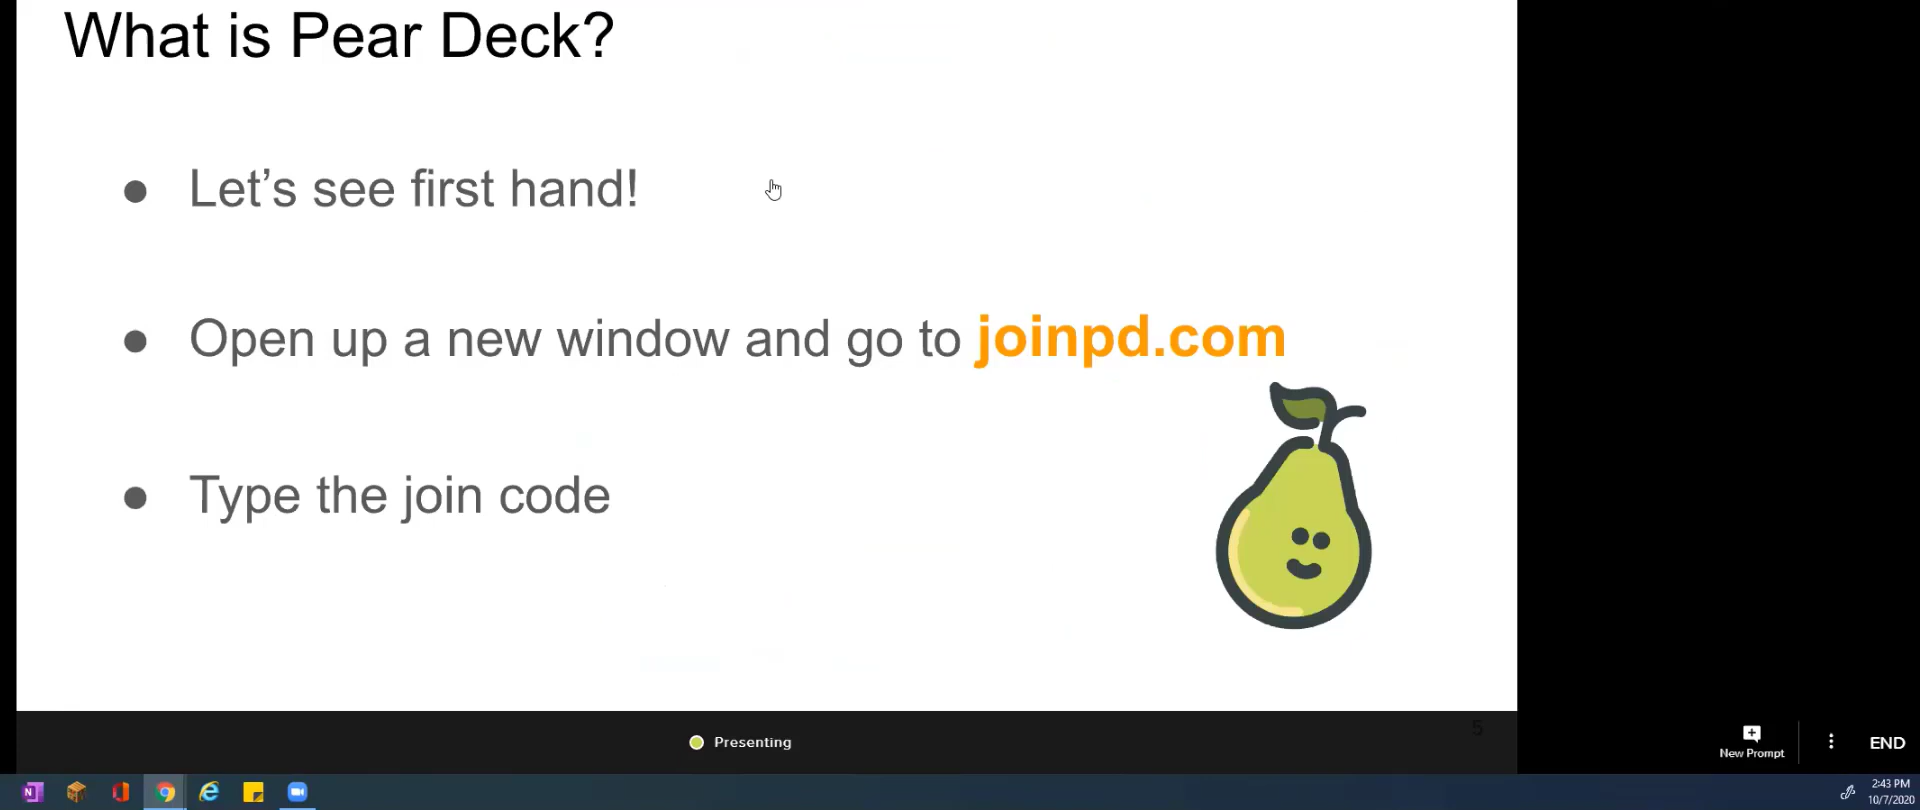 What is Pear Deck?
● Let’s see first hand!
● Open up a new window and go to joinpd.com
● Type the join code
5
Presenting
New Prompt
END
2:43 PM
10/7/2020